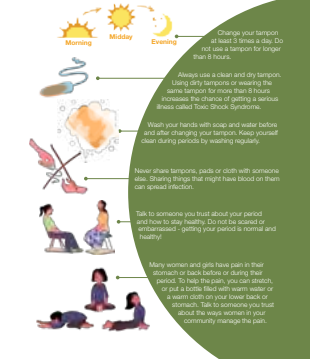 Morning
Midday
Evening
Change your tampon
at least 3 times a day. Do
not use a tampon for longer
than 8 hours.
Always use a clean and dry tampon.
Using dirty tampons or wearing the
same tampon for more than 8 hours
increases the chance of getting a serious
illness called Toxic Shock Syndrome.
Wash your hands with soap and water before
and after changing your tampon. Keep yourself
clean during periods by washing regularly.
Never share tampons, pads or cloth with someone
else. Sharing things that might have blood on them
can spread infection.
Talk to someone you trust about your period
and how to stay healthy. Do not be scared or
embarrassed - getting your period is normal and
healthy!
Many women and girls have pain in their
stomach or back before or during their
period. To help the pain, you can stretch,
or put a bottle filled with warm water or
a warm cloth on your lower back or
stomach. Talk to someone you trust
about the ways women in your
community manage the pain.